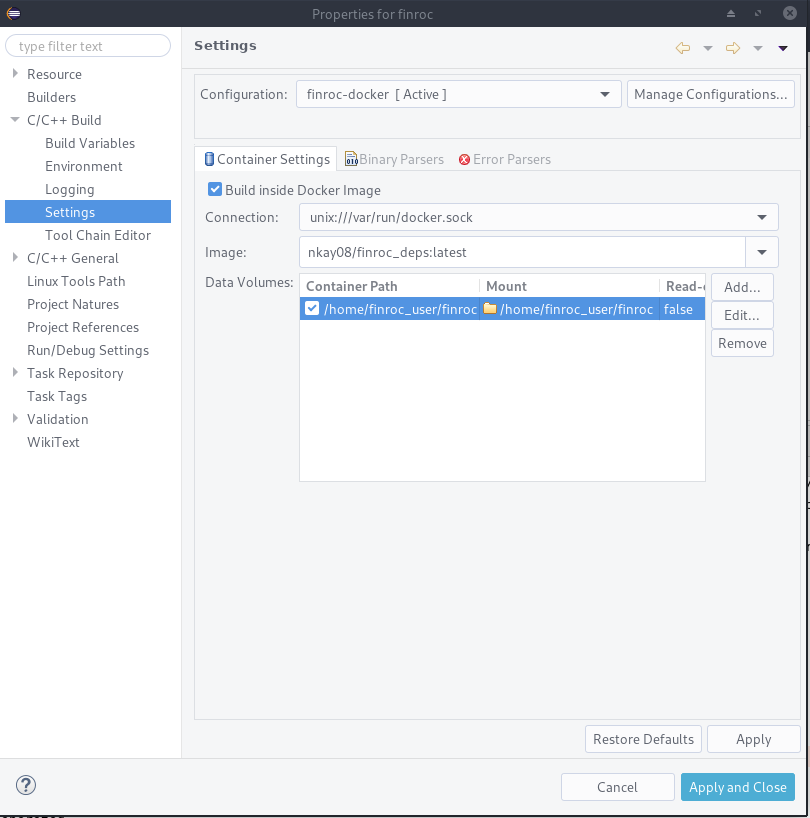 Properties for finroc
type filter text
Resource
Builders
C/C++ Build
Build Variables
Environment
Logging
Settings
Tool Chain Editor
C/C++ General
Linux Tools Path
Project Natures
Project References
Run/Debug Settings
Task Repository
Task Tags
Validation
WikiText
Settings
Configuration: finroc-docker [ Active ] Manage Configurations...
Container Settings Binary Parsers Error Parsers
Build inside Docker Image
Connection: unix:///var/run/docker.sock
Image: nkay08/finroc_deps:latest
Data Volumes: Container Path Mount Read- Add...
/home/finroc_user/finroc /home/finroc_user/finroc false
Edit...
Remove
Restore Defaults Apply
? Cancel Apply and Close